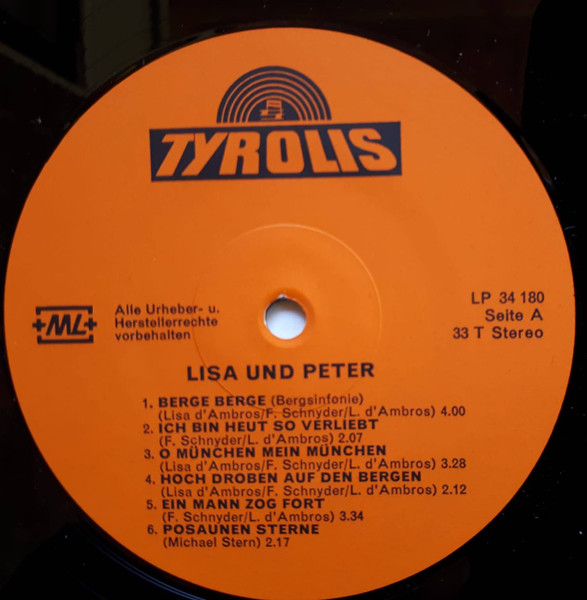 TYROLIS
+ML+
Alle Urheber- u.
Herstellerrechte
vorbehalten
LP 34 180
Seite A
33 T Stereo
LISA UND PETER
1. BERGE BERGE (Bergsinfonie)
(Lisa d'Ambros/F. Schnyder/L. d'Ambros) 4.00
2. ICH BIN HEUT SO VERLIEBT
(F. Schnyder/L. d'Ambros) 2.07
3. O MÜNCHEN MEIN MÜNCHEN
(Lisa d'Ambros/F. Schnyder/L. d'Ambros) 3.28
4. HOCH DROBEN AUF DEN BERGEN
(Lisa d'Ambros/F. Schnyder/L. d'Ambros) 2.12
5. EIN MANN ZOG FORT
(F. Schnyder/L. d'Ambros) 3.34
6. POSAUNEN STERNE
(Michael Stern) 2.17